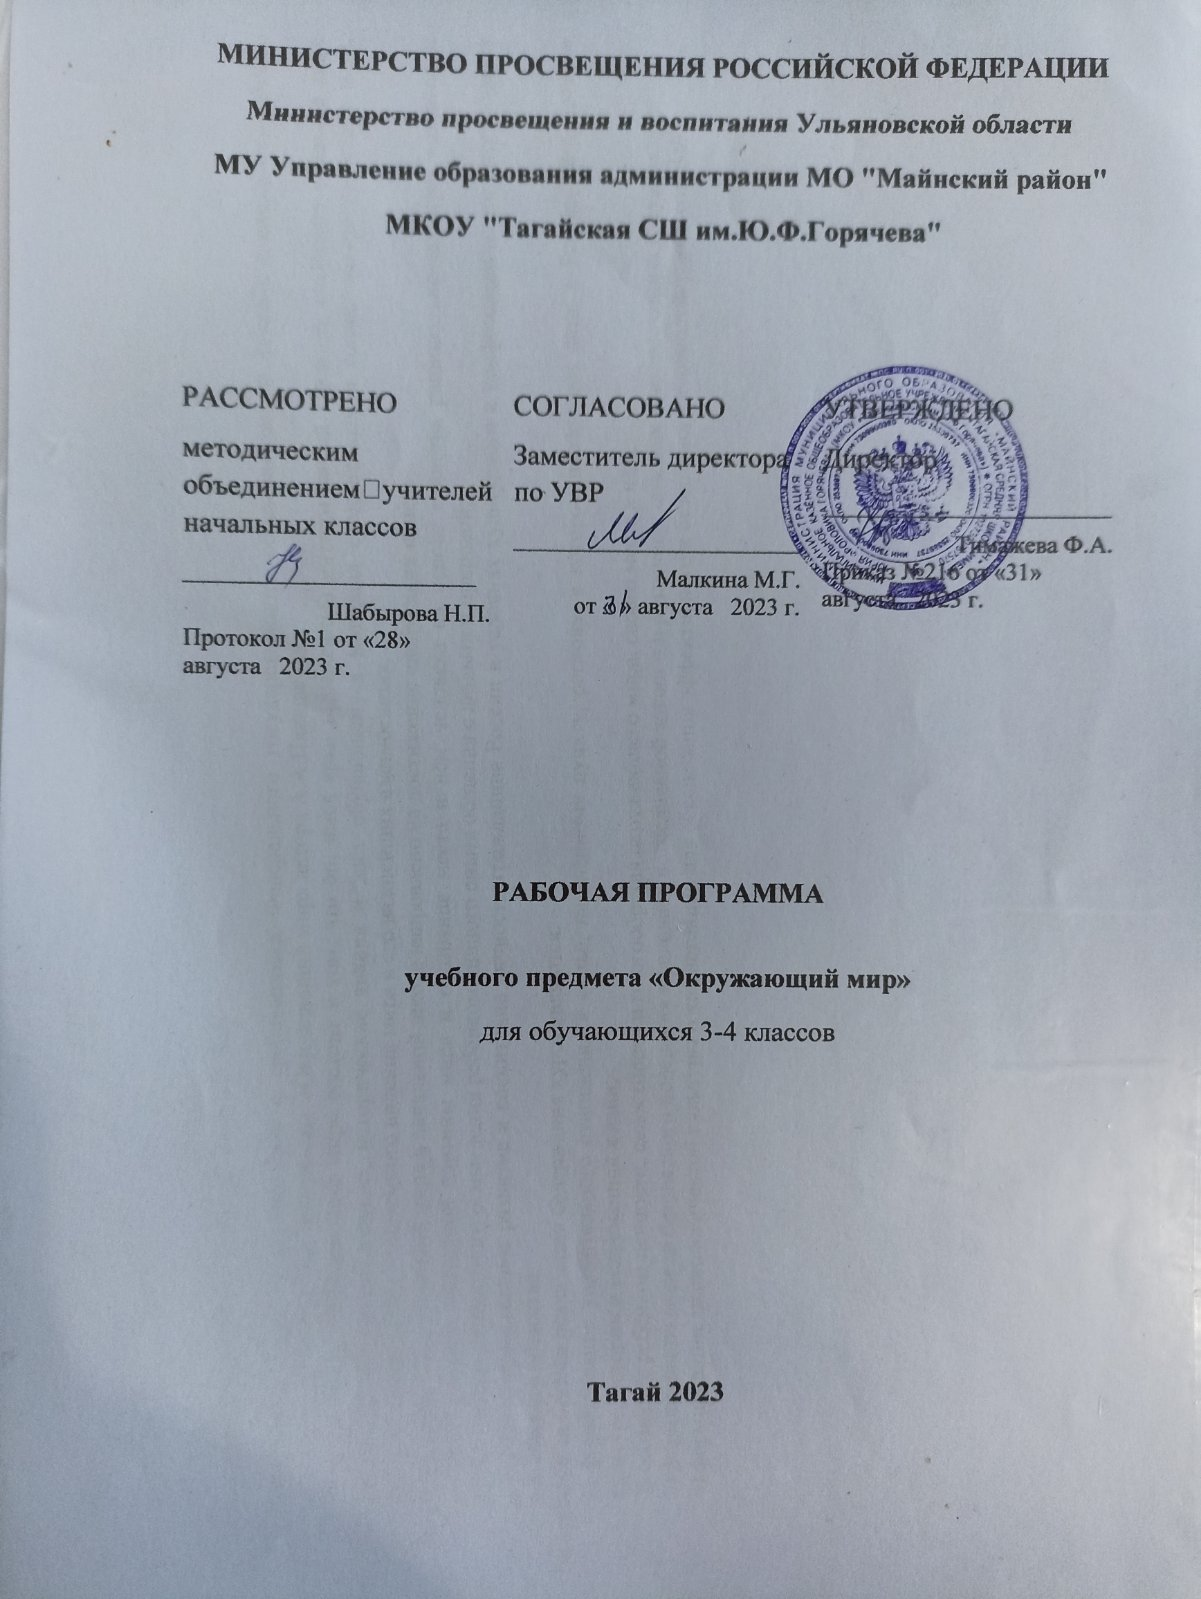 МИНИСТЕРСТВО ПРОСВЕЩЕНИЯ РОССИЙСКОЙ ФЕДЕРАЦИИ
Министерство просвещения и воспитания Ульяновской области
МУ Управление образования администрации МО "Майнский район"
МКОУ "Тагайская СШ им.Ю.Ф.Горячева"
РАССМОТРЕНО
методическим
объединением учителей
начальных классов
Шабырова Н.П.
Протокол №1 от «28»
августа 2023 г.
СОГЛАСОВАНО
Заместитель директора
по УВР
Малкина М.Г.
от августа 2023 г.
УТВЕРЖДЕНО
Директор
Тимажева Ф.А.
Приказ №216 от «31»
августа 2023 г.
РАБОЧАЯ ПРОГРАММА
учебного предмета «Окружающий мир»
для обучающихся 3-4 классов
Тагай 2023